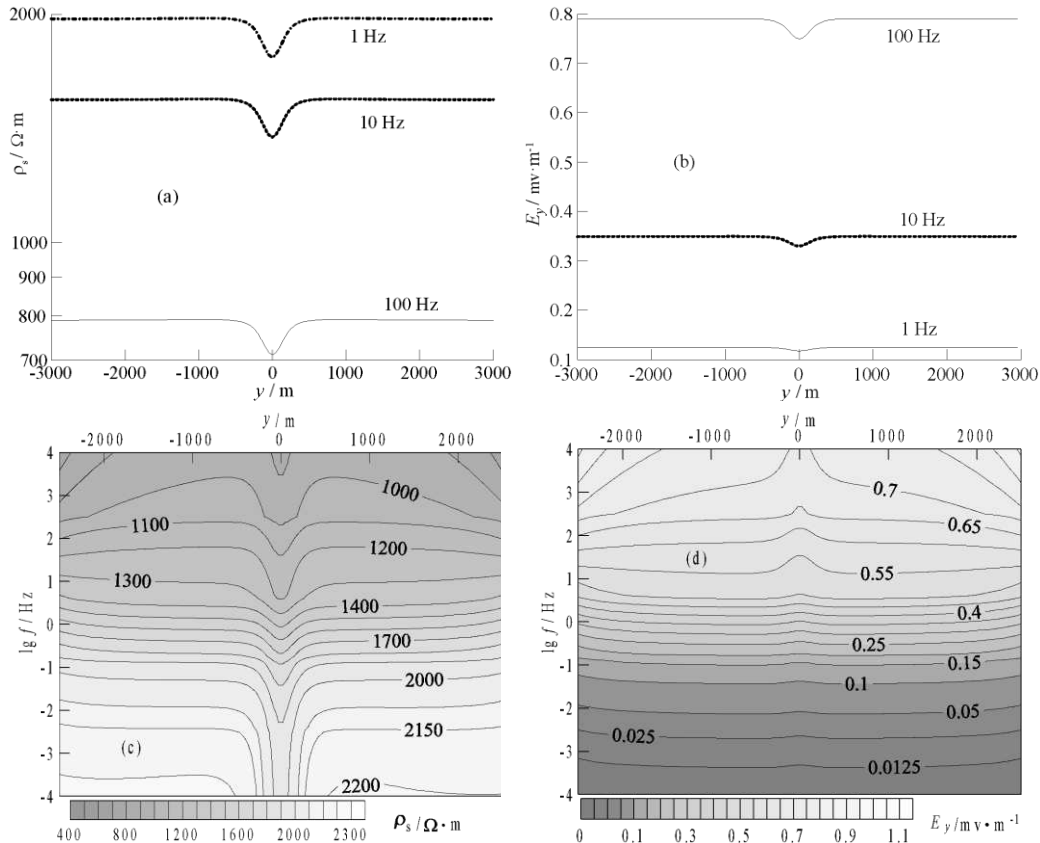 2000
1000
900
800
700
ρs / Ω·m
1 Hz
10 Hz
(a)
100 Hz
-3000 -2000 -1000 0 1000 2000 3000
y / m
0.8
0.7
0.6
0.5
0.4
0.3
0.2
0.1
Ey / mv·m-1
100 Hz
(b)
10 Hz
1 Hz
-3000 -2000 -1000 0 1000 2000 3000
y / m
y / m
-2000 -1000 0 1000 2000
4
3
2
1
0
-1
-2
-3
-4
lg f / Hz
1000
1100
1200
1300
1400
1700
2000
2150
(c)
2200
400 800 1200 1600 2000 2300
ρs / Ω·m
y / m
-2000 -1000 0 1000 2000
4
3
2
1
0
-1
-2
-3
-4
lg f / Hz
0.7
0.65
(d)
0.55
0.4
0.25
0.15
0.1
0.05
0.025
0.0125
0 0.1 0.3 0.5 0.7 0.9 1.1
Ey / mv·m-1